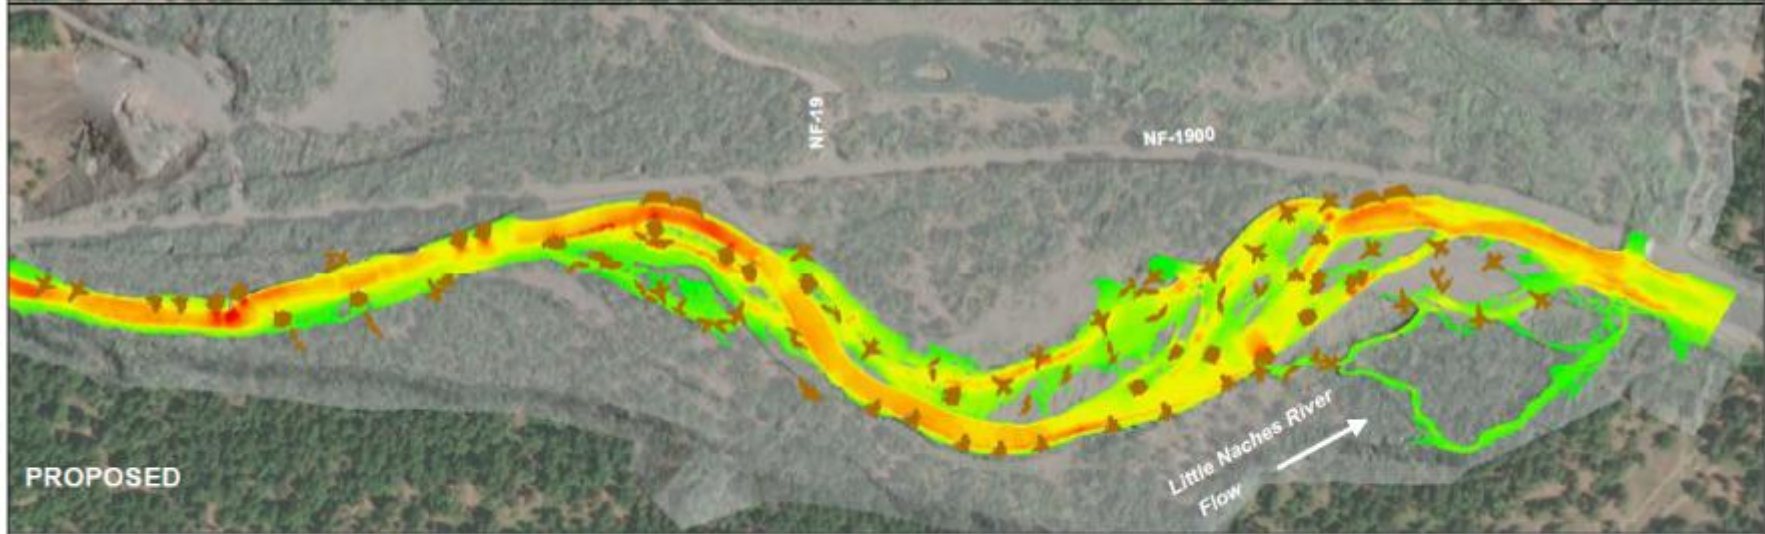 NF-19
NF-1900
Little Naches River
Flow
PROPOSED